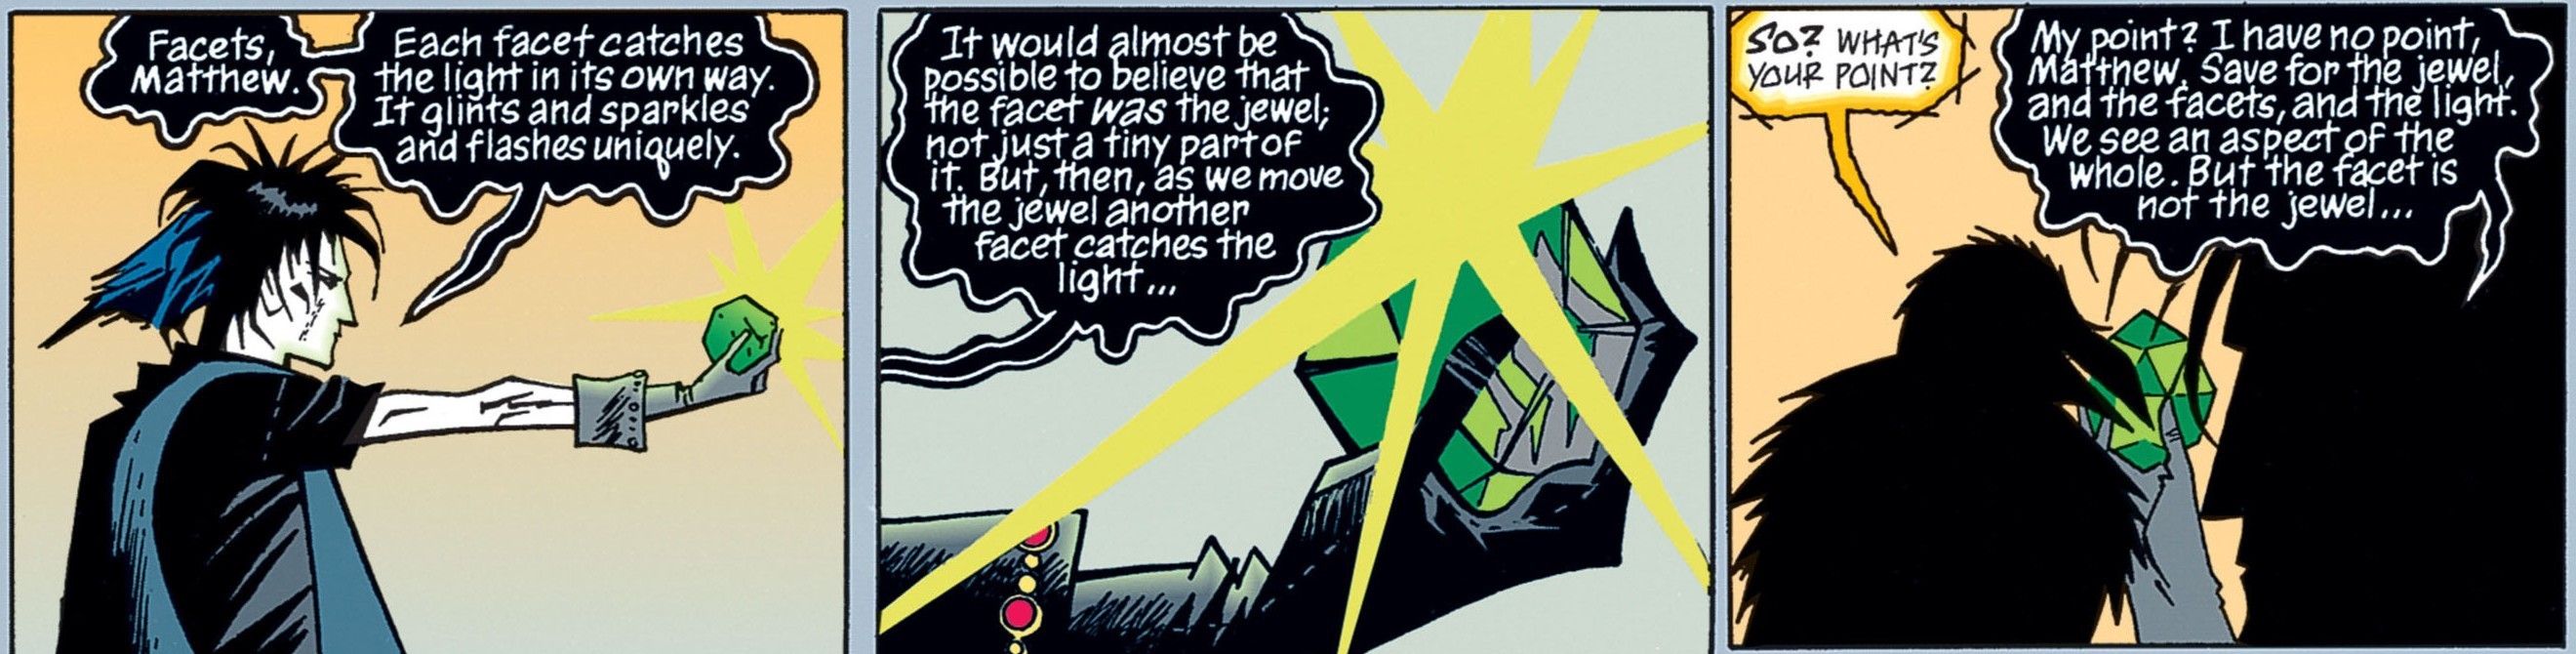 Facets,
Matthew.
Each facet catches
the light in its own way.
It glints and sparkles
and flashes uniquely.
It would almost be
possible to believe that
the facet was the jewel;
not just a tiny part of
it. But, then, as we move
the jewel another
facet catches the
light...
SO? WHAT'S
YOUR POINT?
My point? I have no point,
Matthew. Save for the jewel,
and the facets, and the light.
We see an aspect of the
whole. But the facet is
not the jewel...